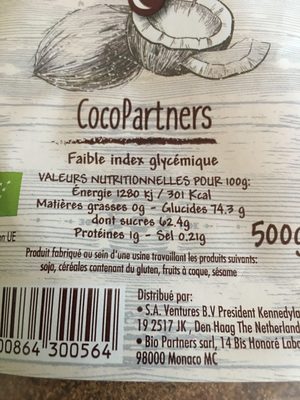 CocoPartners
Faible index glycémique
VALEURS NUTRITIONNELLES POUR 100g:
Énergie 1280 kj / 301 Kcal
Matières grasses 0g - Glucides 74.3 g
dont sucres 62.4g
Protéines 1g - Sel 0.21g
500g
en UE
Produit fabriqué au sein d'une usine travaillant les produits suivants:
soja, céréales contenant du gluten, fruits à coque, sésame
Distribué par:
• S.A. Ventures B.V President Kennedyla
19 2517 JK , Den Haag The Netherland
• Bio Partners sarl, 14 Bis Honoré Labo
98000 Monaco MC
00864 300564